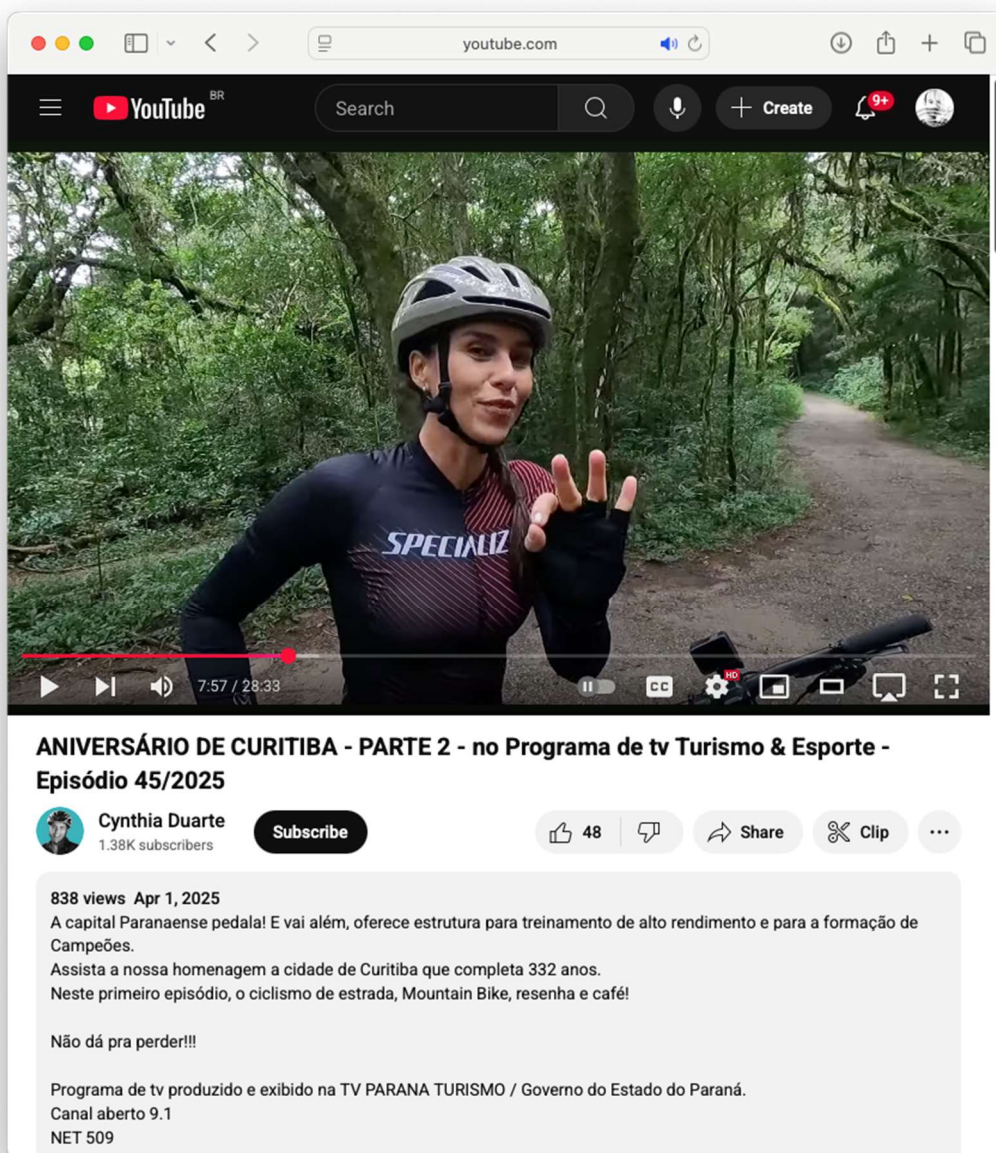 youtube.com
YouTube BR
Search
Create
9+
SPECIALIZ
7:57 / 28:33
CC
HD
ANIVERSÁRIO DE CURITIBA - PARTE 2 - no Programa de tv Turismo & Esporte -
Episódio 45/2025
Cynthia Duarte
1.38K subscribers
Subscribe
48
Share
Clip
838 views Apr 1, 2025
A capital Paranaense pedala! E vai além, oferece estrutura para treinamento de alto rendimento e para a formação de
Campeões.
Assista a nossa homenagem a cidade de Curitiba que completa 332 anos.
Neste primeiro episódio, o ciclismo de estrada, Mountain Bike, resenha e café!
Não dá pra perder!!!
Programa de tv produzido e exibido na TV PARANA TURISMO / Governo do Estado do Paraná.
Canal aberto 9.1
NET 509